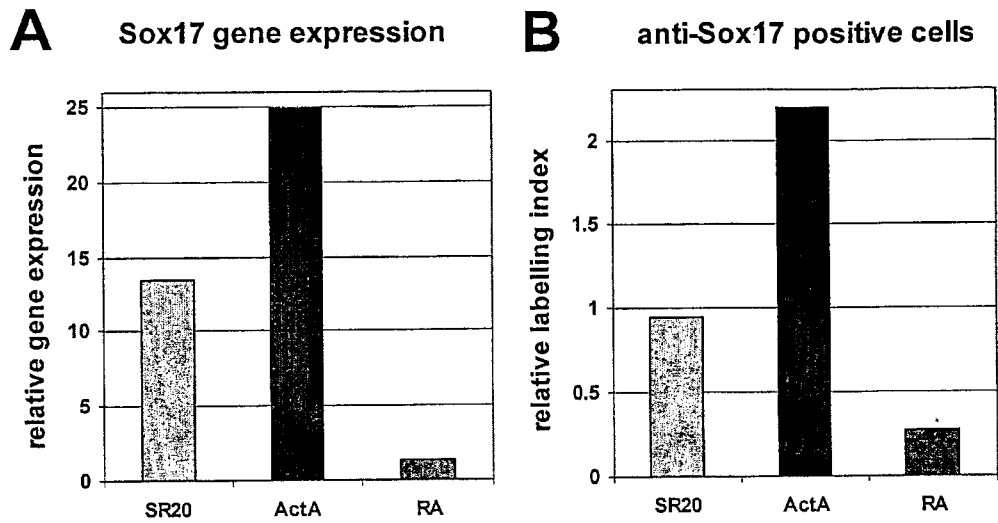 A Sox17 gene expression
relative gene expression
25
20
15
10
5
0
SR20 ActA RA
B anti-Sox17 positive cells
relative labelling index
2
1.5
1
0.5
0
SR20 ActA RA